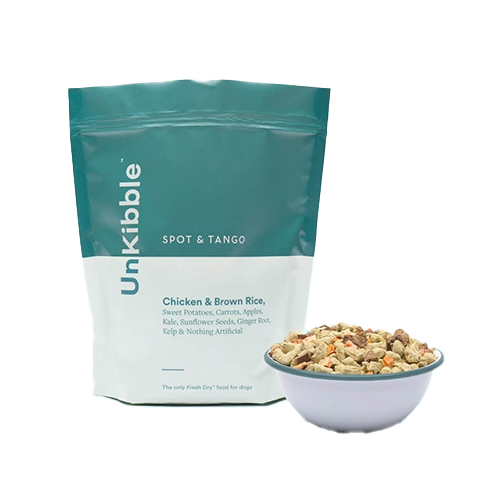 UnKibble™
SPOT & TANGO
Chicken & Brown Rice,
Sweet Potatoes, Carrots, Apples,
Kale, Sunflower Seeds, Ginger Root,
Kelp & Nothing Artificial
The only Fresh Dry™ food for dogs